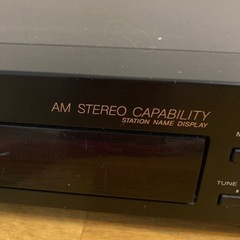 AM STEREO CAPABILITY
STATION NAME DISPLAY
TUNE